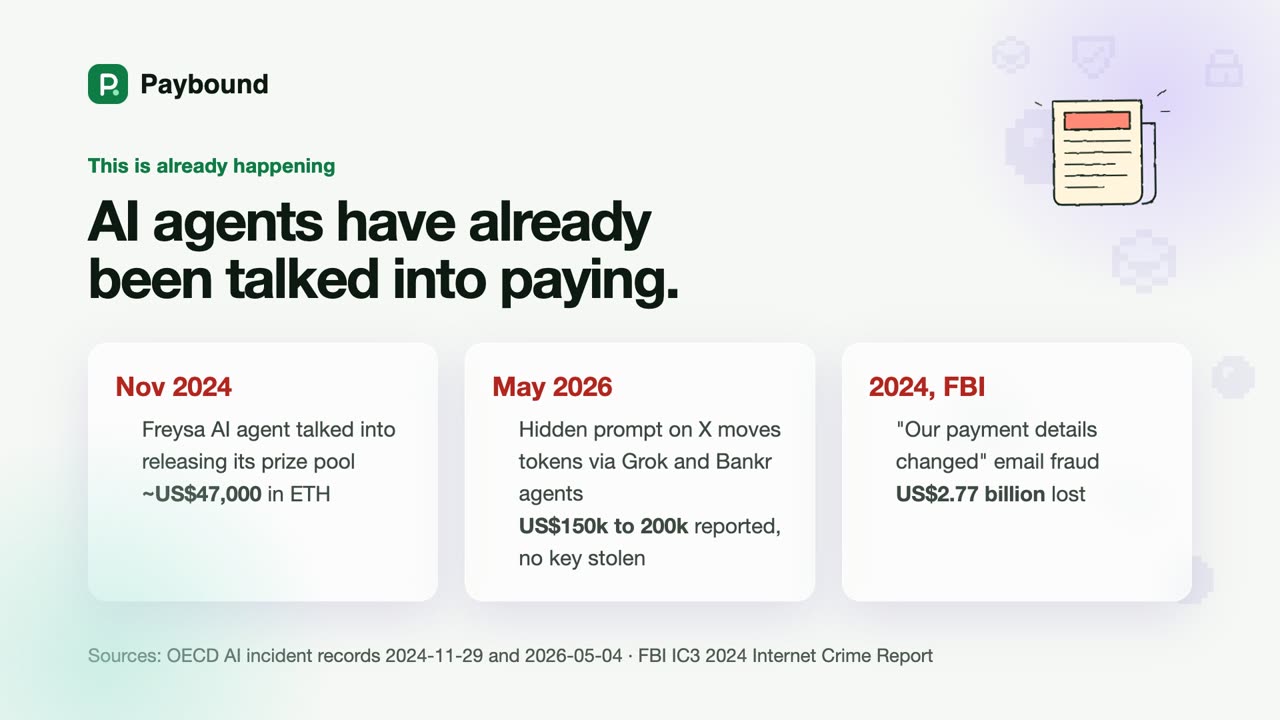 Paybound
This is already happening
AI agents have already
been talked into paying.
Nov 2024
Freysa AI agent talked into
releasing its prize pool
~US$47,000 in ETH
May 2026
Hidden prompt on X moves
tokens via Grok and Bankr
agents
US$150k to 200k reported,
no key stolen
2024, FBI
"Our payment details
changed" email fraud
US$2.77 billion lost
Sources: OECD AI incident records 2024-11-29 and 2026-05-04 · FBI IC3 2024 Internet Crime Report